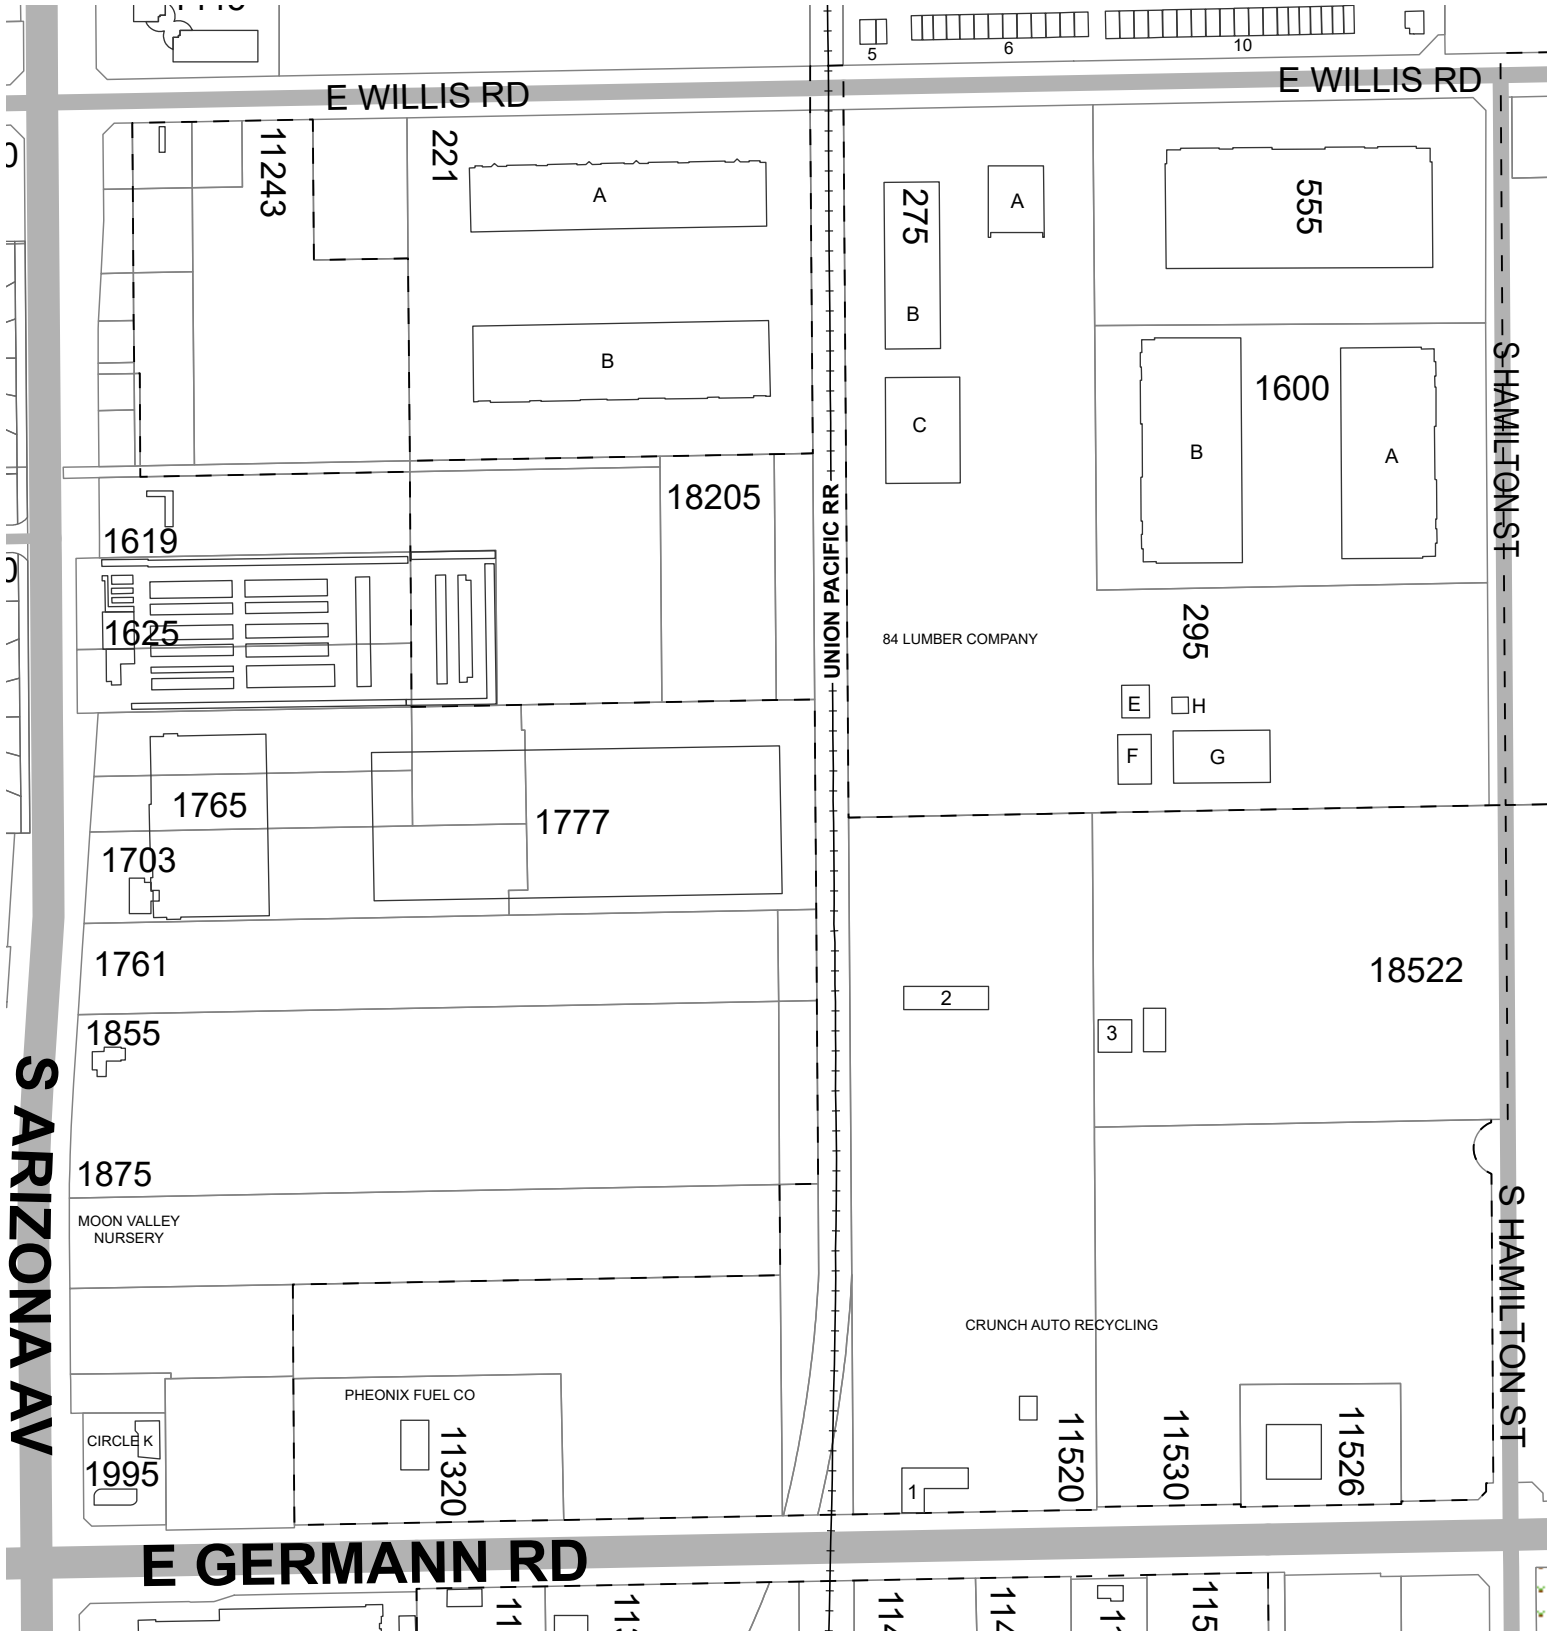 5
6
10
E WILLIS RD
E WILLIS RD
11243
221
A
B
275
A
B
C
555
1600
B
A
S HAMILTON ST
18205
UNION PACIFIC RR
1619
1625
84 LUMBER COMPANY
295
E
H
F
G
1765
1777
1703
1761
18522
2
3
1855
S ARIZONA AV
1875
MOON VALLEY
NURSERY
S HAMILTON ST
CRUNCH AUTO RECYCLING
PHEONIX FUEL CO
CIRCLE K
1995
11320
1
11520
11530
11526
E GERMANN RD